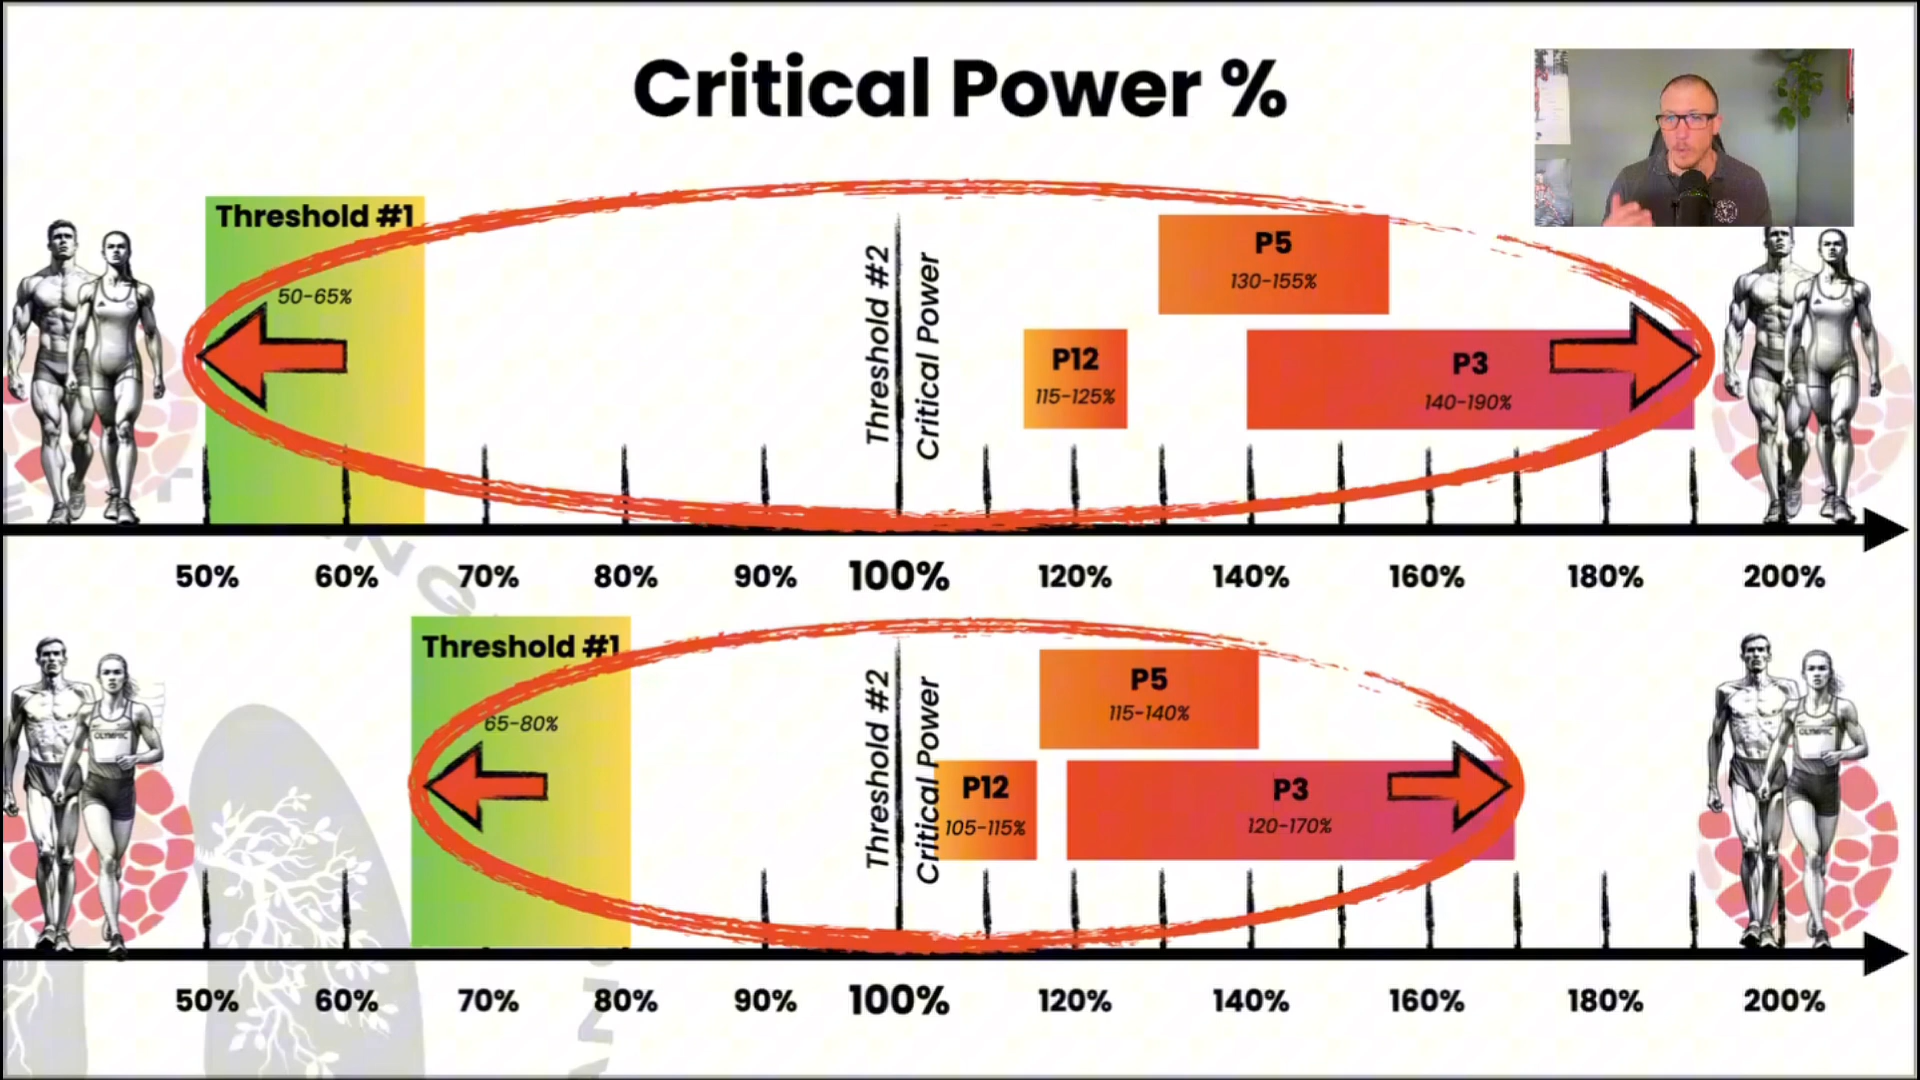 Critical Power %
Threshold #1
50-65%
Threshold #2
Critical Power
P5
130-155%
P12
115-125%
P3
140-190%
50% 60% 70% 80% 90% 100% 120% 140% 160% 180% 200%
Threshold #1
65-80%
Threshold #2
Critical Power
P5
115-140%
P12
105-115%
P3
120-170%
OLYMPIC
OLYMPIC
50% 60% 70% 80% 90% 100% 120% 140% 160% 180% 200%